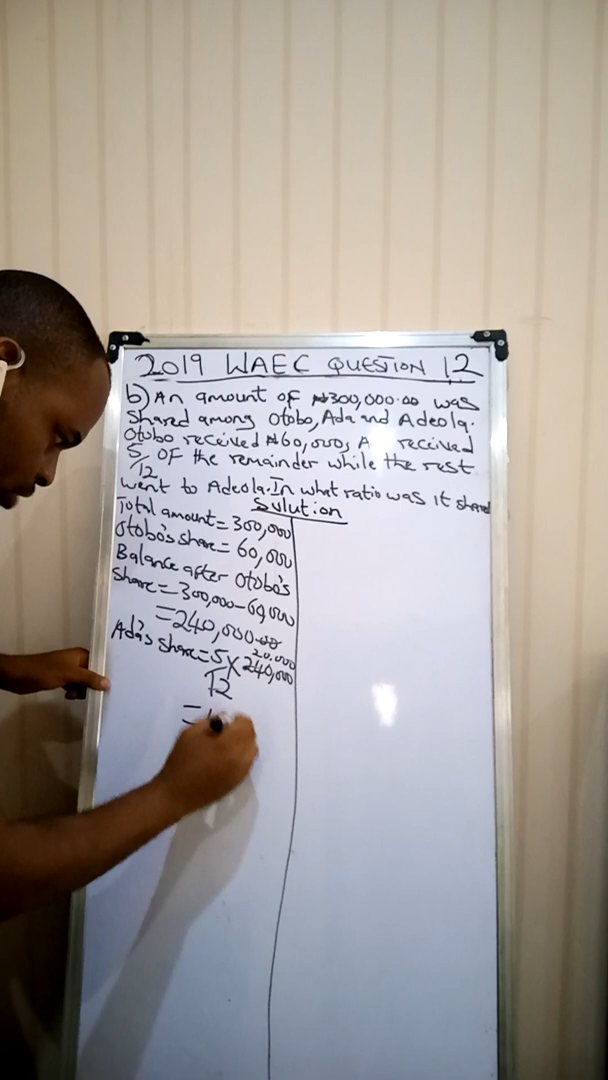 2019 WAEC QUESTION 12
b) An amount of ₦300,000.00 was
shared among Otobo, Ada and Adeola.
Otobo received ₦60,000, A received
5/12 of the remainder while the rest
went to Adeola. In what ratio was it shared
Solution
Total amount = 300,000
Otobo's share = 60,000
Balance after Otobo's
share = 300,000 - 60,000
= 240,000.00
Ada's share = 5/12 × 240,000
20.000
=